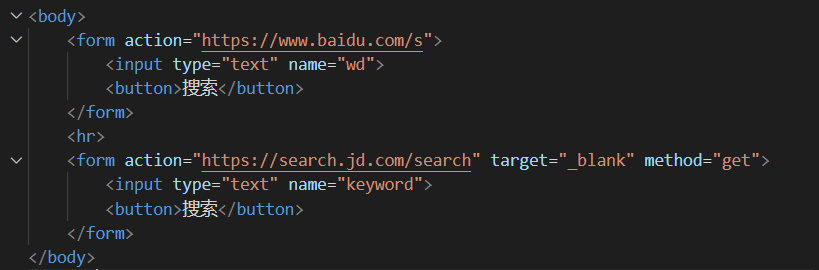 <body>
<form action="https://www.baidu.com/s">
<input type="text" name="wd">
<button>搜索</button>
</form>
<hr>
<form action="https://search.jd.com/search" target="_blank" method="get">
<input type="text" name="keyword">
<button>搜索</button>
</form>
</body>